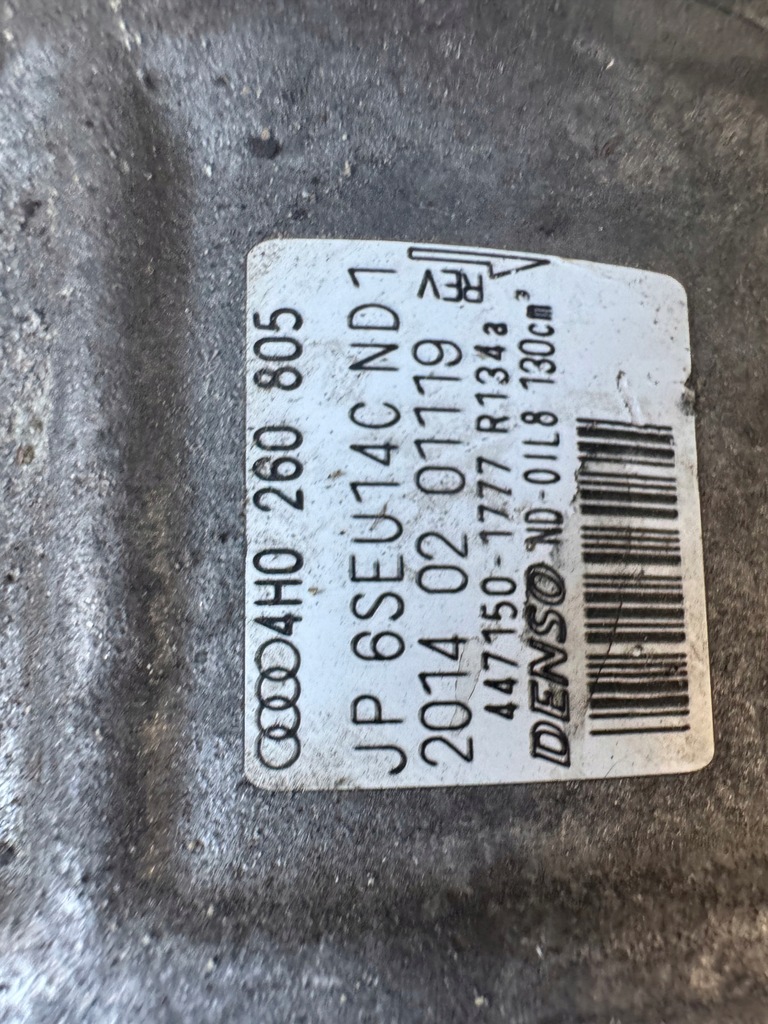 4H0 260 805
JP 6SEU14C ND1
2014 02 01119
REV
447150-1777 R134a
DENSO ND-OIL8 130cm³